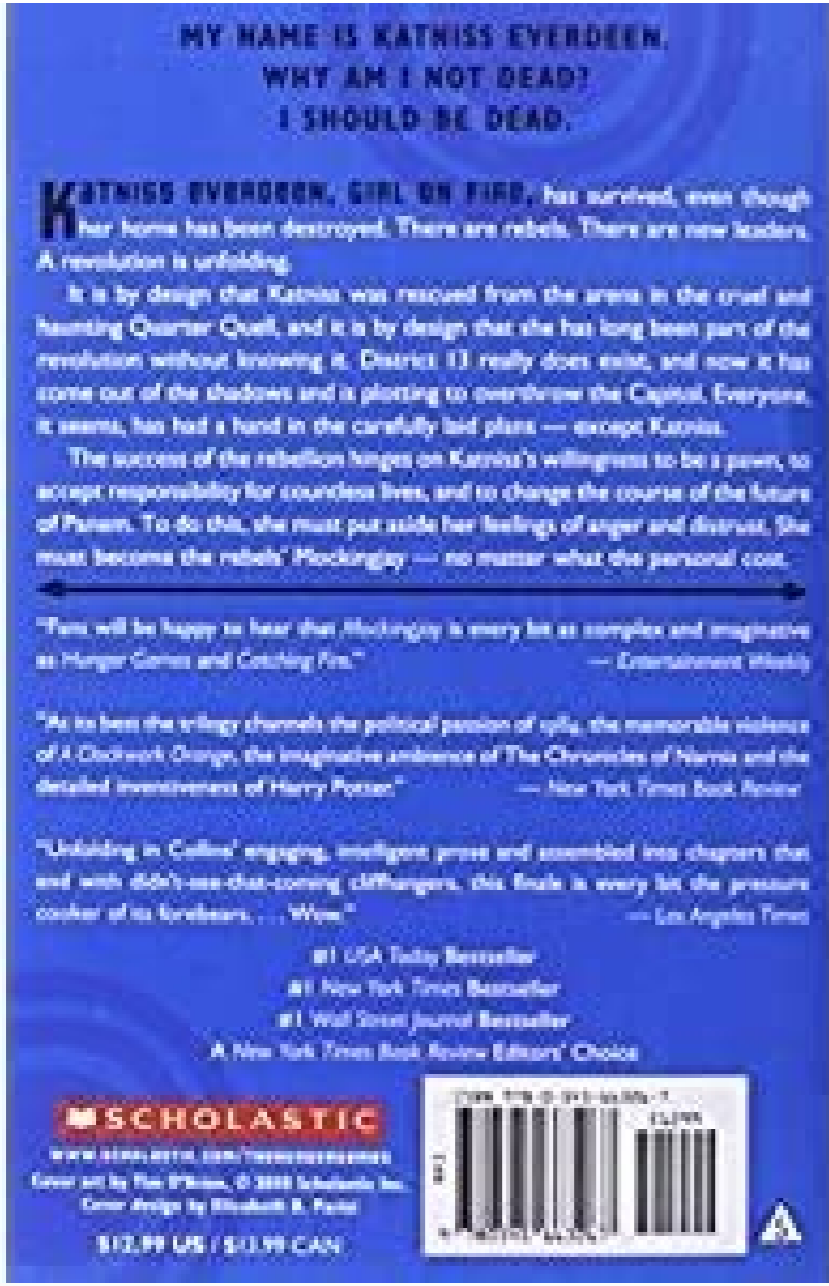 MY NAME IS KATNISS EVERDEEN.
WHY AM I NOT DEAD?
I SHOULD BE DEAD.
KATNISS EVERDEEN, GIRL ON FIRE, has survived, even though
her home has been destroyed. There are rebels. There are new leaders.
A revolution is unfolding.
It is by design that Katniss was rescued from the arena in the cruel and
haunting Quarter Quell, and it is by design that she has long been part of the
revolution without knowing it. District 13 really does exist, and now it has
come out of the shadows and is plotting to overthrow the Capitol. Everyone,
it seems, has had a hand in the carefully laid plans — except Katniss.
The success of the rebellion hinges on Katniss's willingness to be a pawn, to
accept responsibility for countless lives, and to change the course of the future
of Panem. To do this, she must put aside her feelings of anger and distrust. She
must become the rebels' Mockingjay — no matter what the personal cost.
"Fans will be happy to hear that Mockingjay is every bit as complex and imaginative
as Hunger Games and Catching Fire." — Entertainment Weekly
"At its best the trilogy channels the political passion of 1984, the memorable violence
of A Clockwork Orange, the imaginative ambience of The Chronicles of Narnia and the
detailed inventiveness of Harry Potter." — New York Times Book Review
"Unfolding in Collins' engaging, intelligent prose and assembled into chapters that
end with didn't-see-that-coming cliffhangers, this finale is every bit the pressure
cooker of its forebears. . . . Wow." — Los Angeles Times
#1 USA Today Bestseller
#1 New York Times Bestseller
#1 Wall Street Journal Bestseller
A New York Times Book Review Editors' Choice
SCHOLASTIC
Cover art by Tim O'Brien, © 2010 Scholastic Inc.
Cover design by Elizabeth B. Parisi
$12.99 US / $13.99 CAN